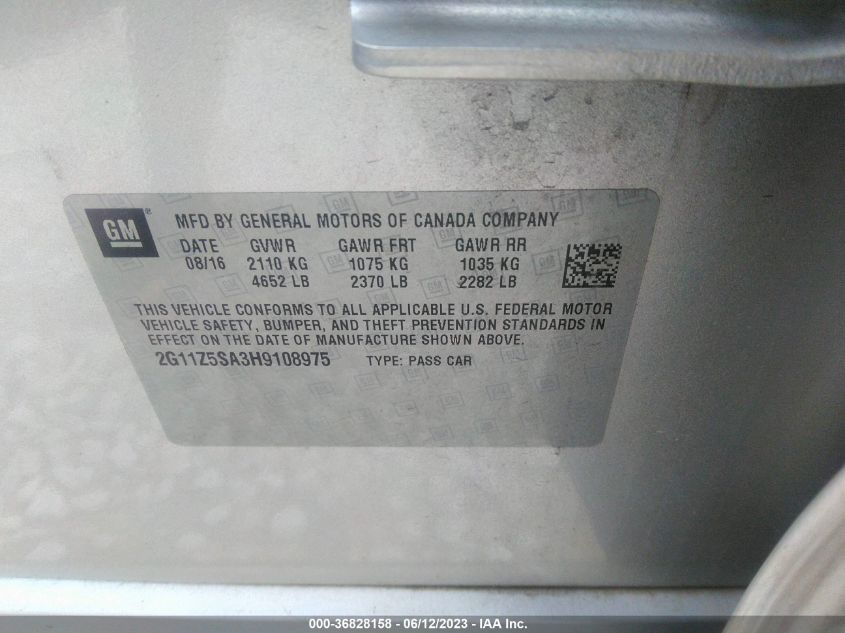 GM
MFD BY GENERAL MOTORS OF CANADA COMPANY
DATE GVWR GAWR FRT GAWR RR
08/16 2110 KG 1075 KG 1035 KG
4652 LB 2370 LB 2282 LB
THIS VEHICLE CONFORMS TO ALL APPLICABLE U.S. FEDERAL MOTOR
VEHICLE SAFETY, BUMPER, AND THEFT PREVENTION STANDARDS IN
EFFECT ON THE DATE OF MANUFACTURE SHOWN ABOVE.
2G11Z5SA3H9108975 TYPE: PASS CAR
000-36828158 - 06/12/2023 - IAA Inc.